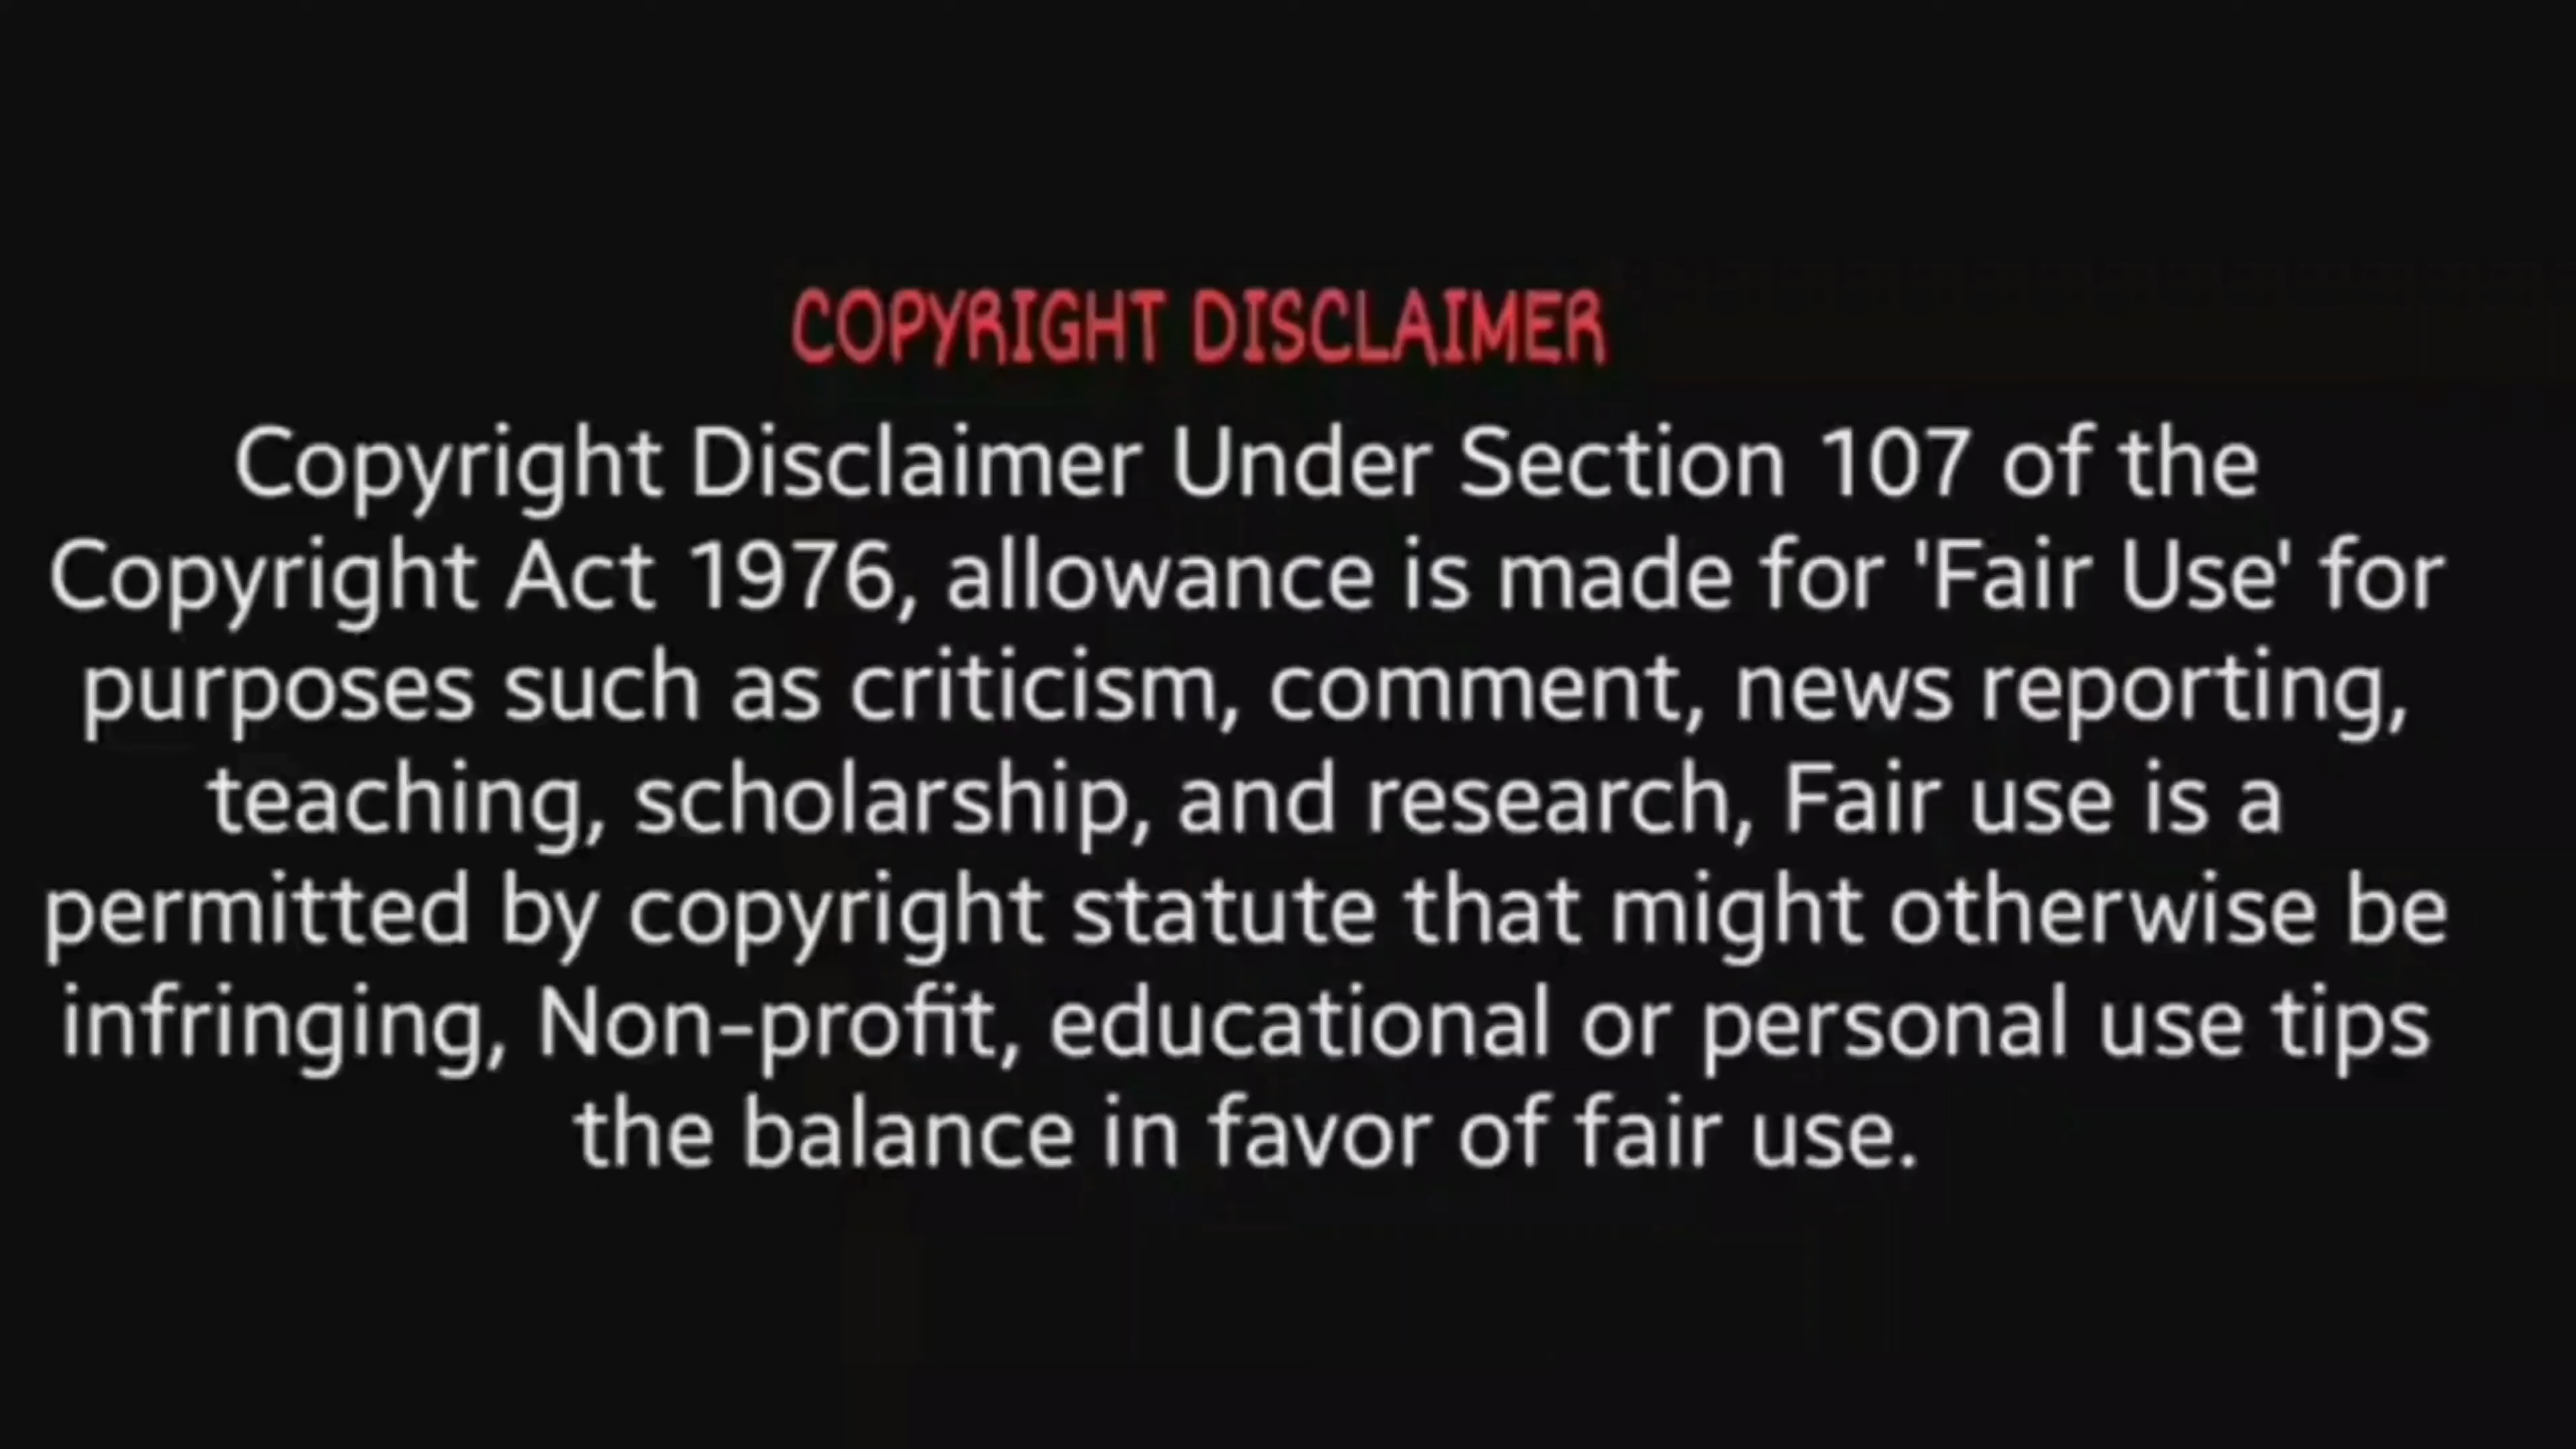 COPYRIGHT DISCLAIMER
Copyright Disclaimer Under Section 107 of the
Copyright Act 1976, allowance is made for 'Fair Use' for
purposes such as criticism, comment, news reporting,
teaching, scholarship, and research, Fair use is a
permitted by copyright statute that might otherwise be
infringing, Non-profit, educational or personal use tips
the balance in favor of fair use.